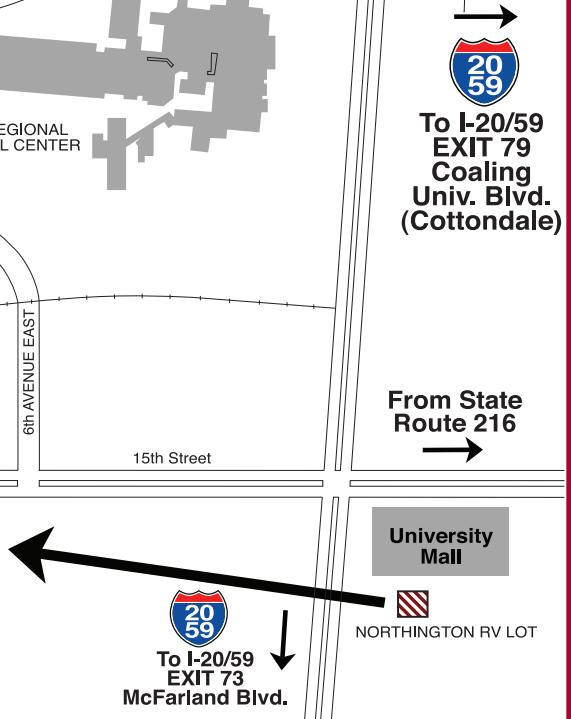 20
59
To I-20/59
EXIT 79
Coaling
Univ. Blvd.
(Cottondale)
EGIONAL
L CENTER
6th AVENUE EAST
From State
Route 216
15th Street
University
Mall
NORTHINGTON RV LOT
20
59
To I-20/59
EXIT 73
McFarland Blvd.